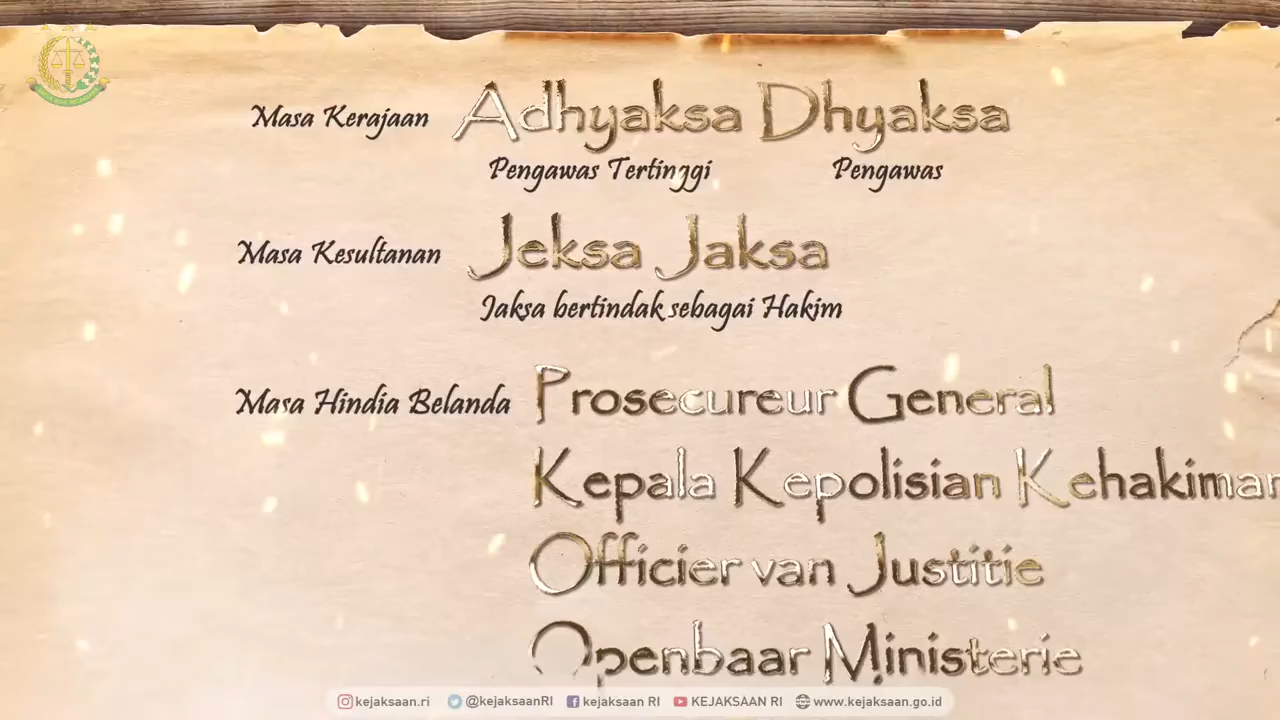 Masa Kerajaan Adhyaksa Dhyaksa
Pengawas Tertinggi Pengawas
Masa Kesultanan Jeksa Jaksa
Jaksa bertindak sebagai Hakim
Masa Hindia Belanda Prosecureur General
Kepala Kepolisian Kehakiman
Officier van Justitie
Openbaar Ministerie
kejaksaan.ri @kejaksaanRI kejaksaan RI KEJAKSAAN RI www.kejaksaan.go.id